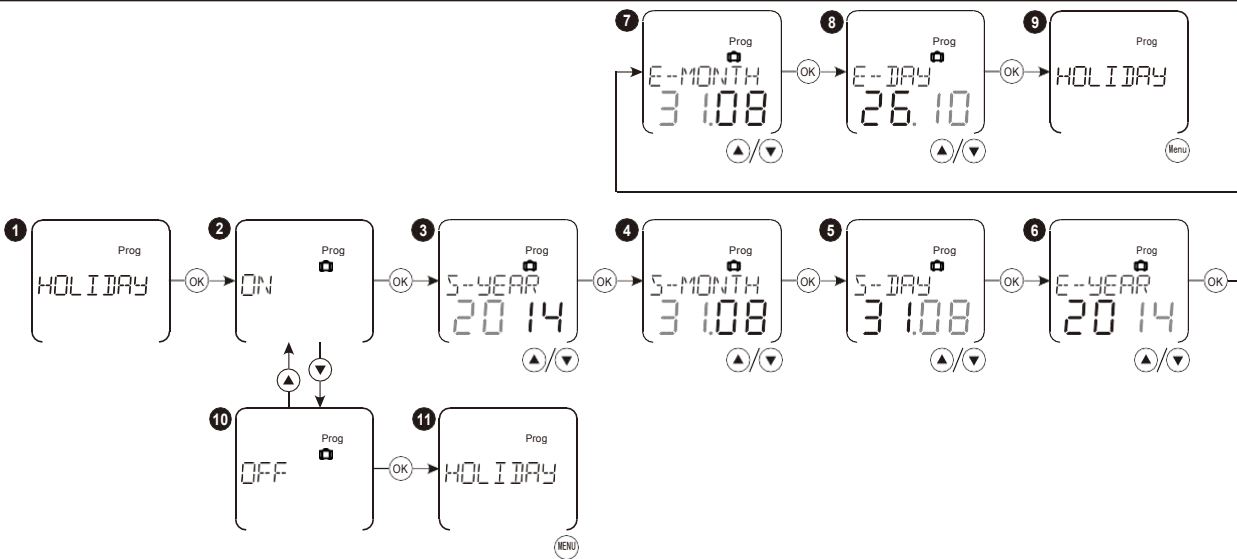 7
Prog
E-MONTH
31.08
OK
▲/▼
8
Prog
E-DAY
26.10
OK
▲/▼
9
Prog
HOLIDAY
Menu
1
Prog
HOLIDAY
OK
2
Prog
ON
OK
3
Prog
S-YEAR
2014
OK
▲/▼
4
Prog
S-MONTH
31.08
OK
▲/▼
5
Prog
S-DAY
31.08
OK
▲/▼
6
Prog
E-YEAR
2014
OK
▲/▼
▲ ▼
10
Prog
OFF
OK
11
Prog
HOLIDAY
MENU